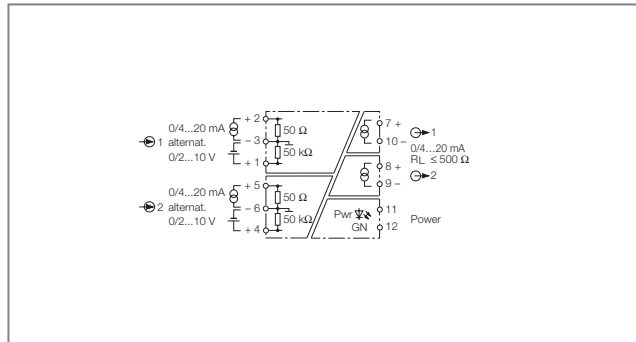 0/4...20 mA
1 alternat.
0/2...10 V
+ 2
– 3
+ 1
50 Ω
50 kΩ
7 +
10 –
1
0/4...20 mA
RL ≤ 500 Ω
0/4...20 mA
2 alternat.
0/2...10 V
+ 5
– 6
+ 4
50 Ω
50 kΩ
8 +
9 –
2
Pwr
GN
11
12
Power